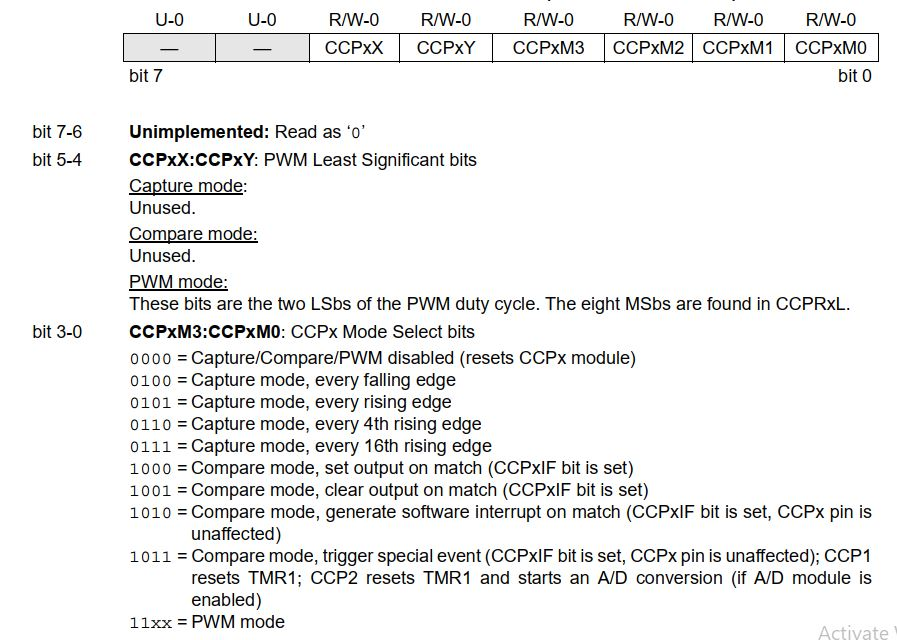 U-0 U-0 R/W-0 R/W-0 R/W-0 R/W-0 R/W-0 R/W-0
— — CCPxX CCPxY CCPxM3 CCPxM2 CCPxM1 CCPxM0
bit 7 bit 0
bit 7-6 Unimplemented: Read as ‘0’
bit 5-4 CCPxX:CCPxY: PWM Least Significant bits
Capture mode:
Unused.
Compare mode:
Unused.
PWM mode:
These bits are the two LSbs of the PWM duty cycle. The eight MSbs are found in CCPRxL.
bit 3-0 CCPxM3:CCPxM0: CCPx Mode Select bits
0000 = Capture/Compare/PWM disabled (resets CCPx module)
0100 = Capture mode, every falling edge
0101 = Capture mode, every rising edge
0110 = Capture mode, every 4th rising edge
0111 = Capture mode, every 16th rising edge
1000 = Compare mode, set output on match (CCPxIF bit is set)
1001 = Compare mode, clear output on match (CCPxIF bit is set)
1010 = Compare mode, generate software interrupt on match (CCPxIF bit is set, CCPx pin is
unaffected)
1011 = Compare mode, trigger special event (CCPxIF bit is set, CCPx pin is unaffected); CCP1
resets TMR1; CCP2 resets TMR1 and starts an A/D conversion (if A/D module is
enabled)
11xx = PWM mode
Activate